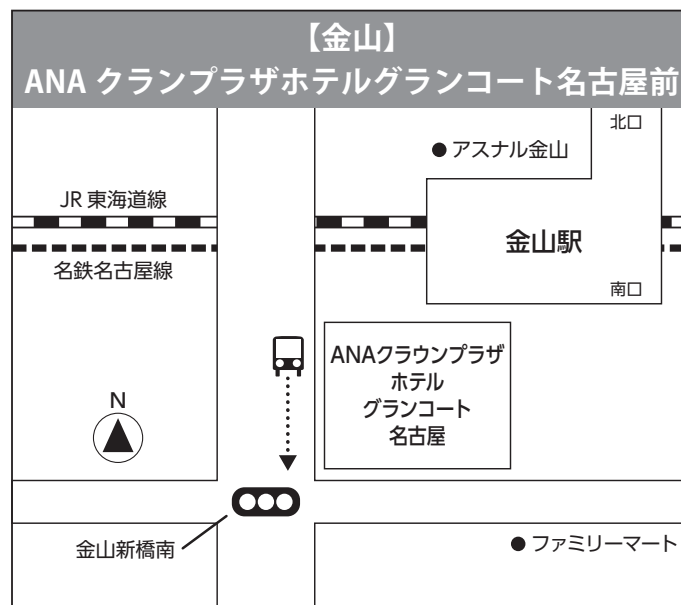 【金山】
ANA クランプラザホテルグランコート名古屋前
北口
アスナル金山
JR 東海道線
金山駅
名鉄名古屋線
南口
ANAクラウンプラザ
ホテル
グランコート
名古屋
N
金山新橋南
ファミリーマート